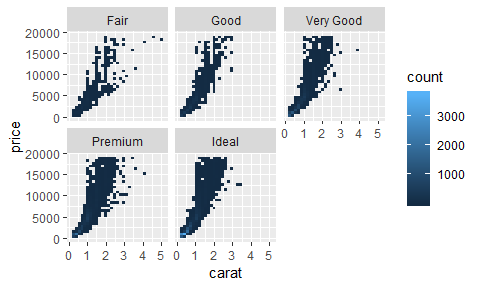 Fair Good Very Good
20000
15000
10000
5000
0
0 1 2 3 4 5
Premium Ideal
20000
15000
10000
5000
0
0 1 2 3 4 5 0 1 2 3 4 5
price
carat
count
3000
2000
1000